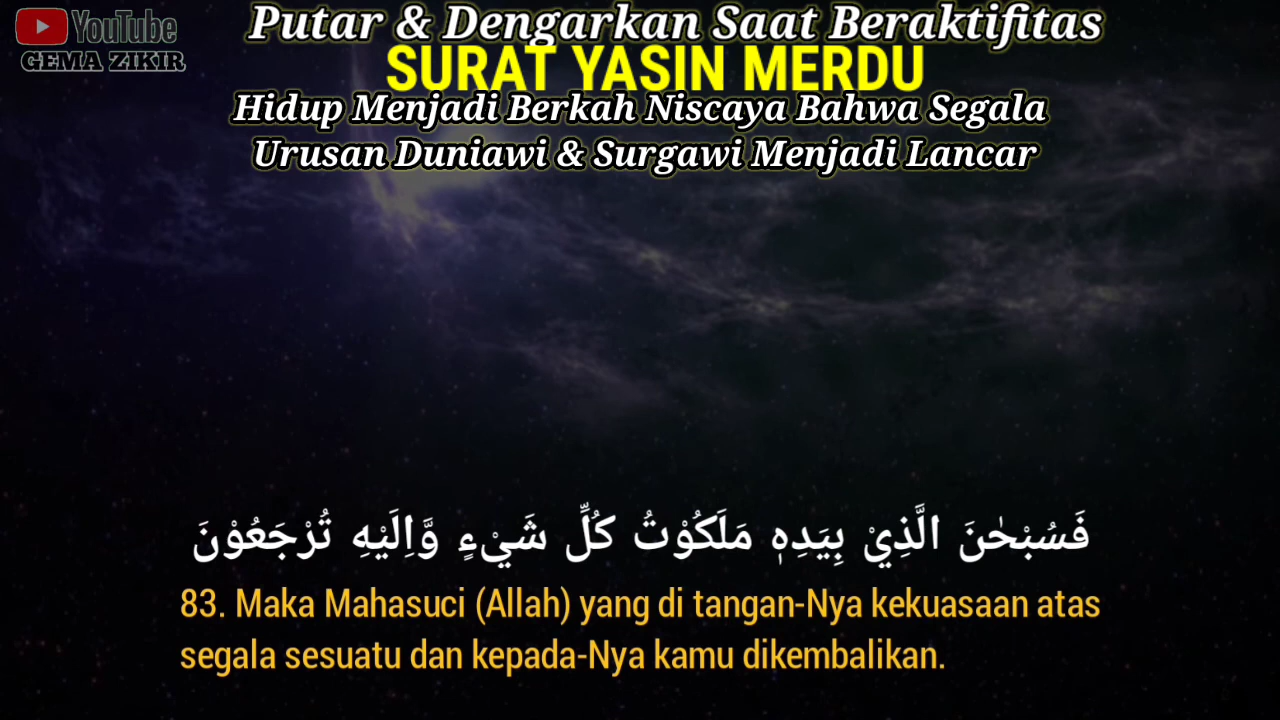 YouTube
GEMA ZIKIR
Putar & Dengarkan Saat Beraktifitas
SURAT YASIN MERDU
Hidup Menjadi Berkah Niscaya Bahwa Segala
Urusan Duniawi & Surgawi Menjadi Lancar
فَسُبْحٰنَ الَّذِيْ بِيَدِهٖ مَلَكُوْتُ كُلِّ شَيْءٍ وَّاِلَيْهِ تُرْجَعُوْنَ
83. Maka Mahasuci (Allah) yang di tangan-Nya kekuasaan atas
segala sesuatu dan kepada-Nya kamu dikembalikan.